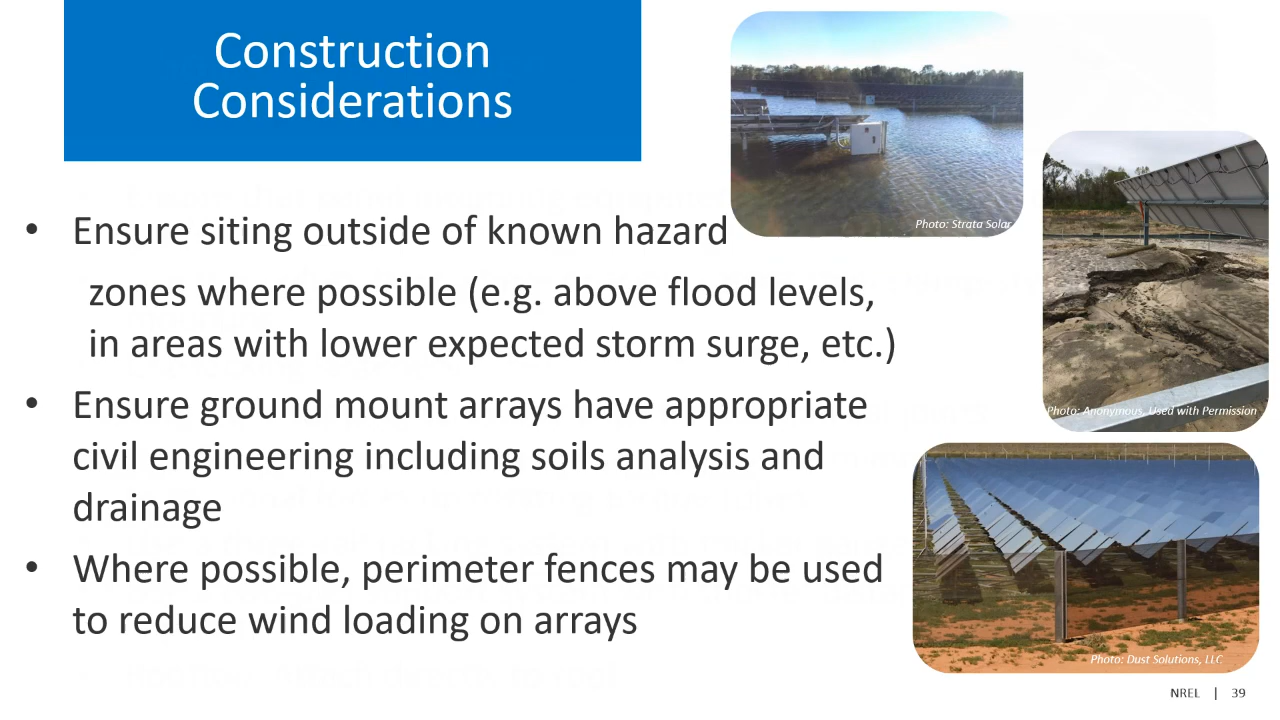 Construction
Considerations
Photo: Strata Solar
• Ensure siting outside of known hazard
zones where possible (e.g. above flood levels,
in areas with lower expected storm surge, etc.)
• Ensure ground mount arrays have appropriate
civil engineering including soils analysis and
drainage
• Where possible, perimeter fences may be used
to reduce wind loading on arrays
Photo: Anonymous, Used with Permission
Photo: Dust Solutions, LLC
NREL | 39